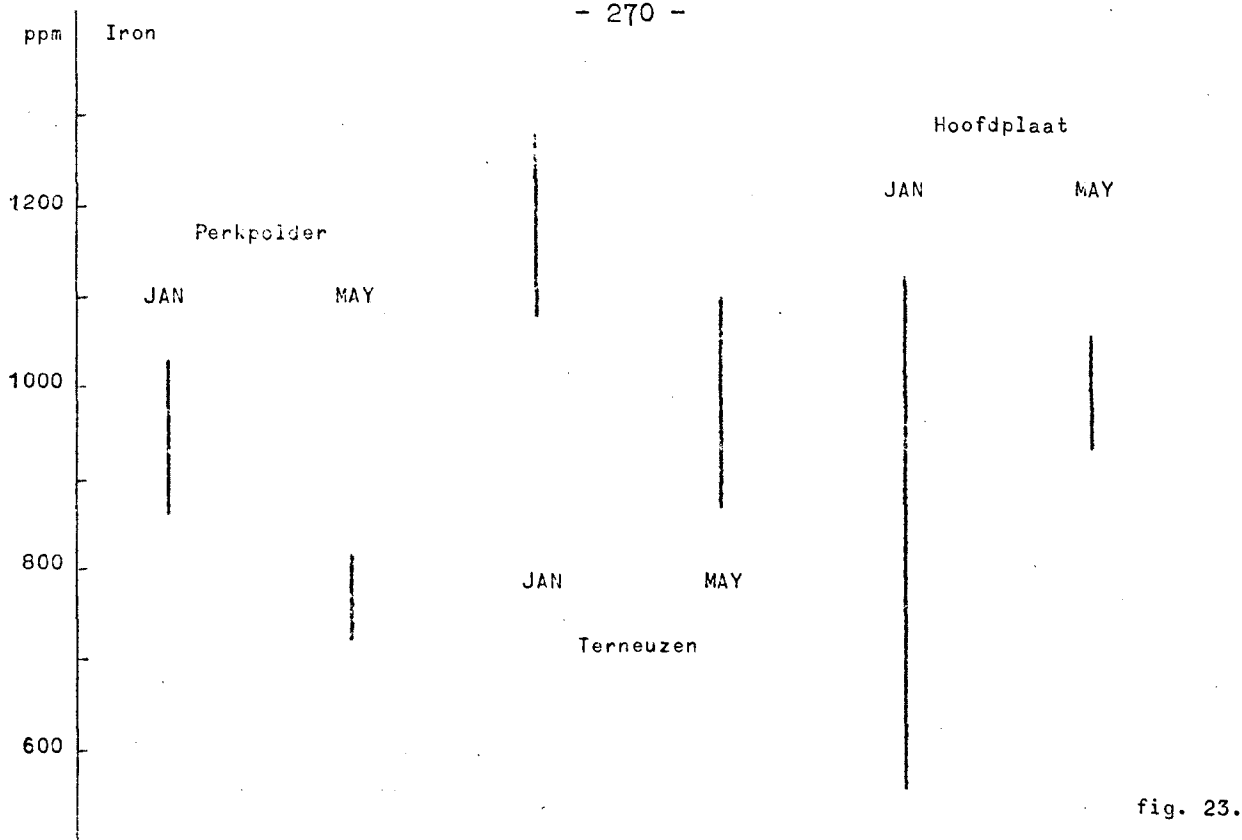 - 270 -
ppm Iron
Hoofdplaat
JAN MAY
1200
Perkpolder
JAN MAY
1000
800
JAN MAY
Terneuzen
600
fig. 23.